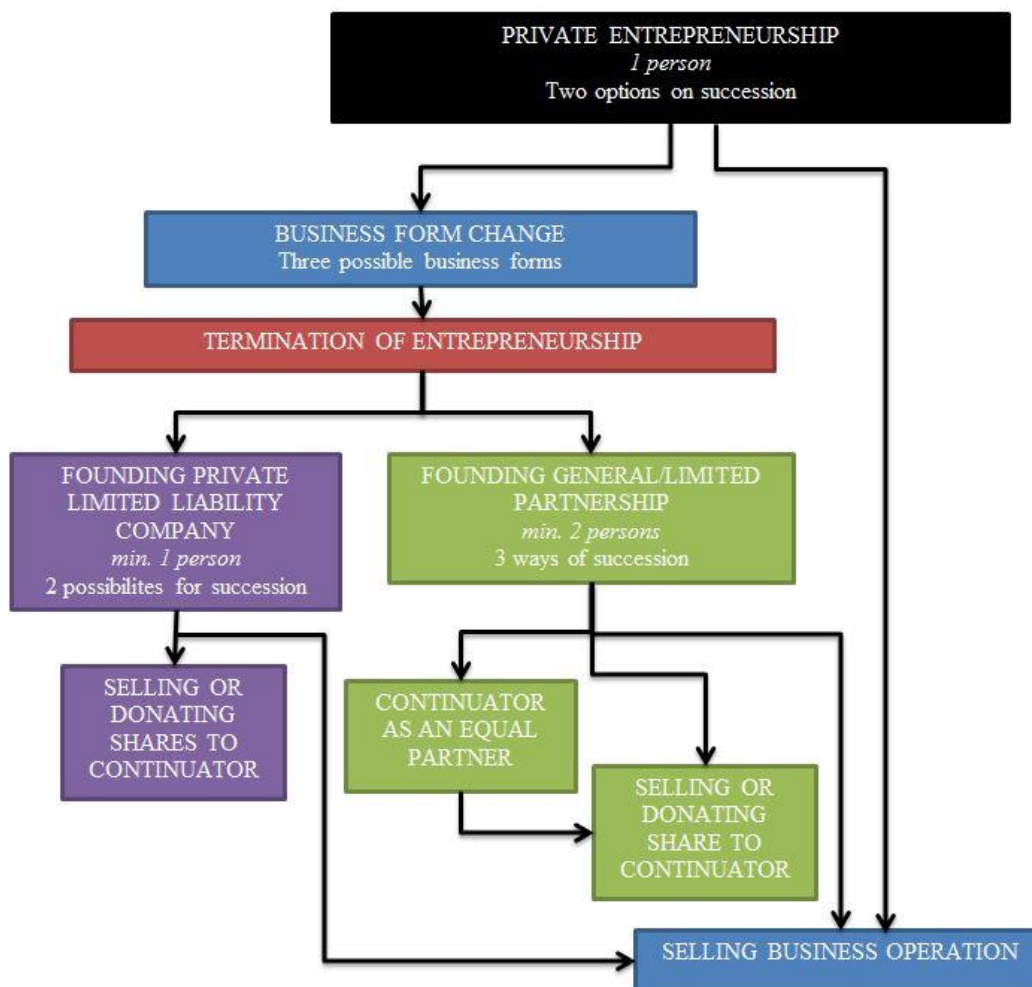 PRIVATE ENTREPRENEURSHIP
1 person
Two options on succession
BUSINESS FORM CHANGE
Three possible business forms
TERMINATION OF ENTREPRENEURSHIP
FOUNDING PRIVATE
LIMITED LIABILITY
COMPANY
min. 1 person
2 possibilites for succession
FOUNDING GENERAL/LIMITED
PARTNERSHIP
min. 2 persons
3 ways of succession
SELLING OR
DONATING
SHARES TO
CONTINUATOR
CONTINUATOR
AS AN EQUAL
PARTNER
SELLING OR
DONATING
SHARE TO
CONTINUATOR
SELLING BUSINESS OPERATION